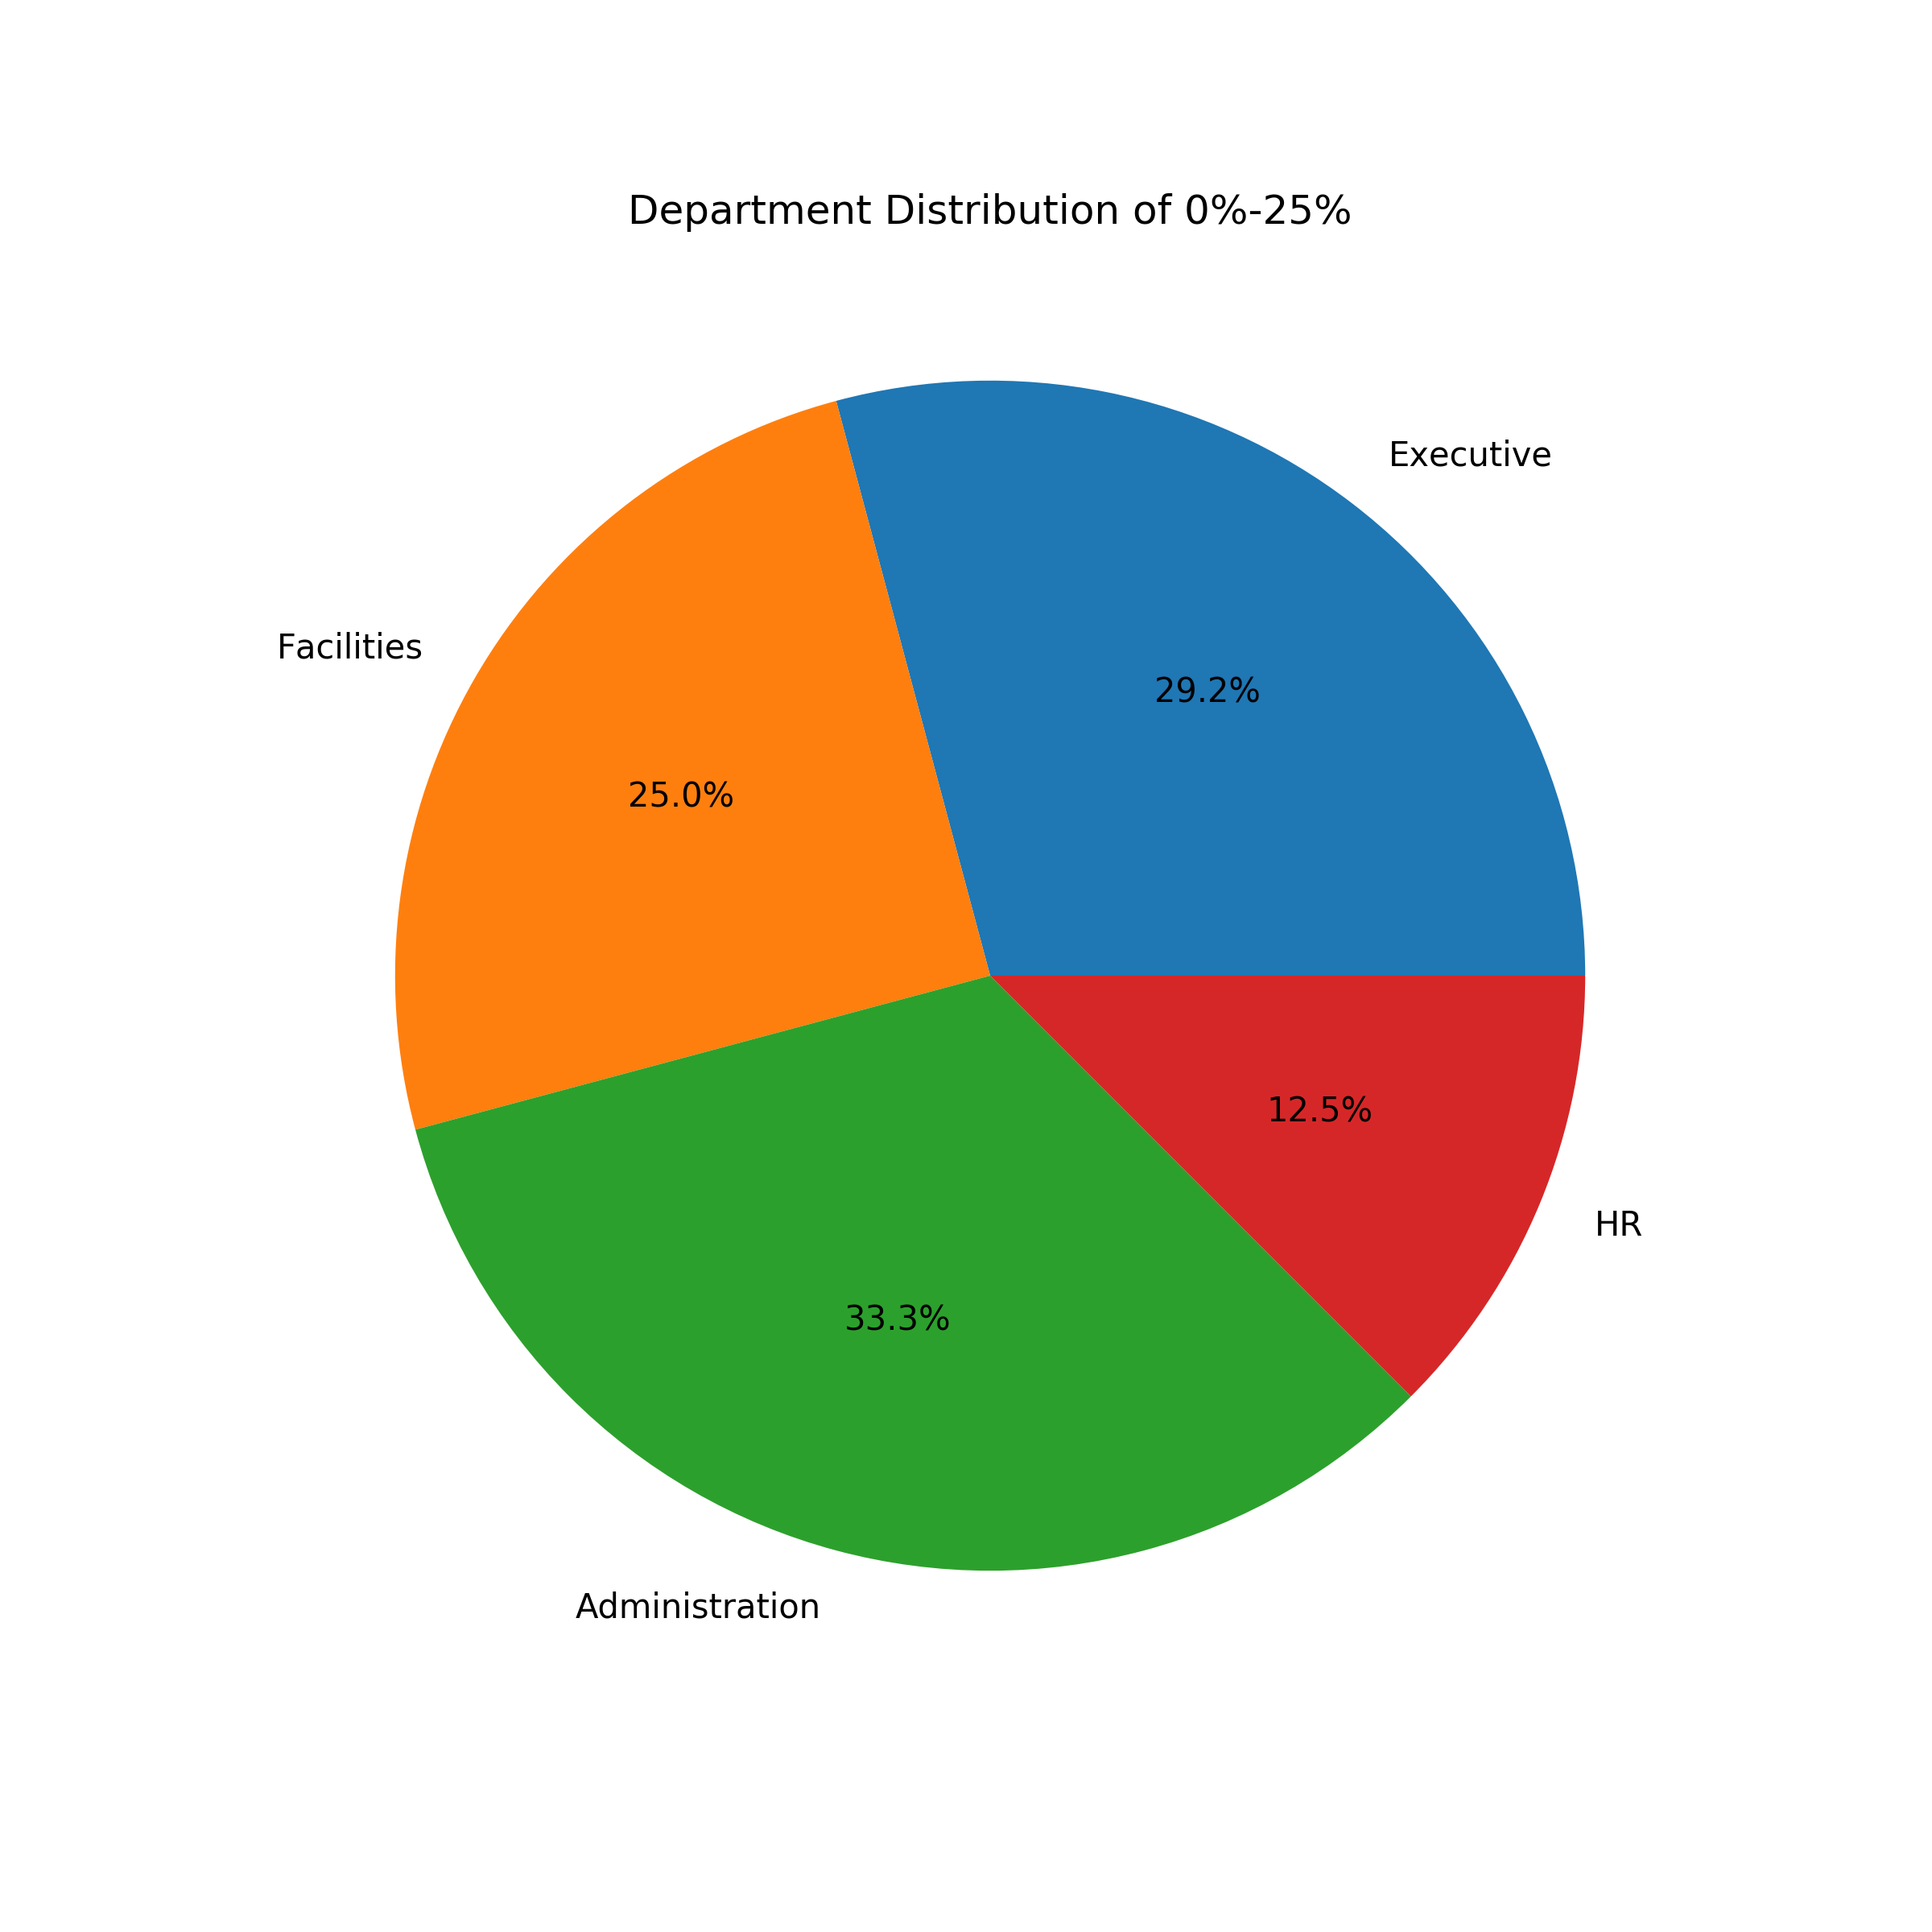 Department Distribution of 0%-25%
Executive
Facilities
29.2%
25.0%
12.5%
HR
33.3%
Administration